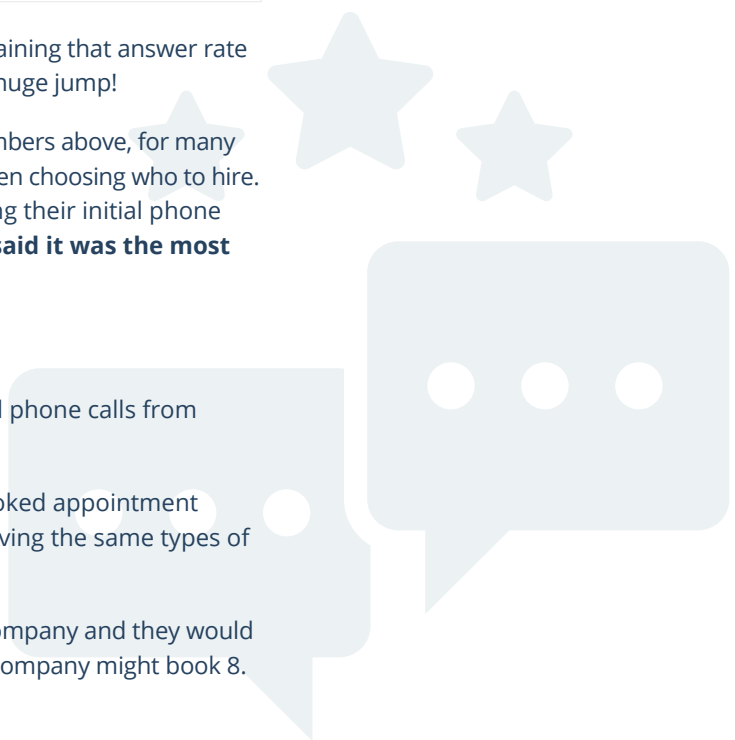 aining that answer rate
huge jump!
nbers above, for many
en choosing who to hire.
ng their initial phone
said it was the most
l phone calls from
oked appointment
ving the same types of
ompany and they would
ompany might book 8.